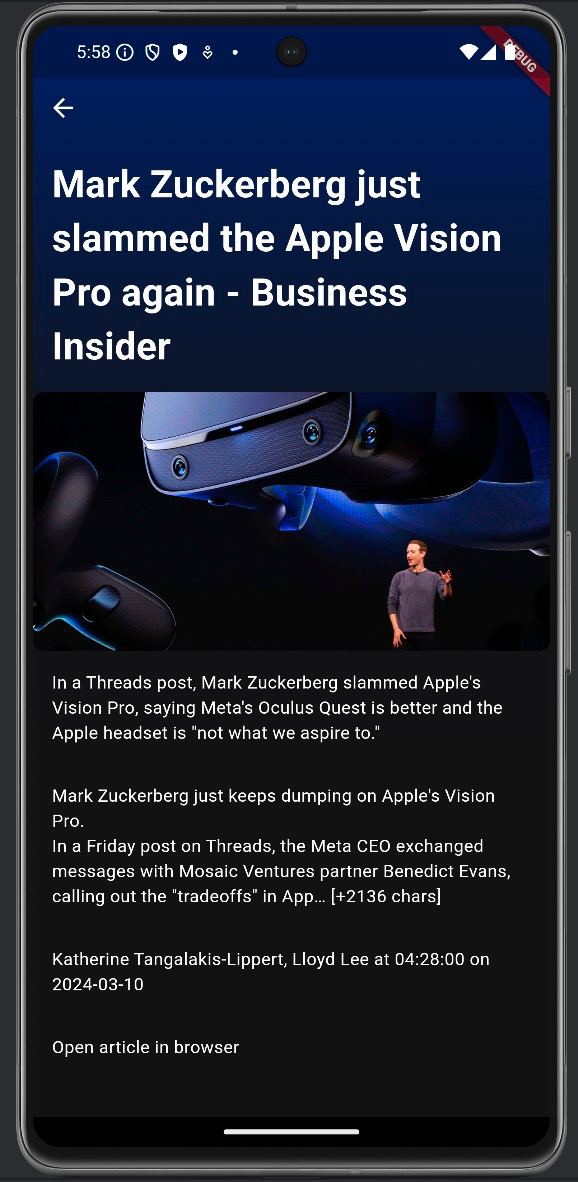 5:58
DEBUG
Mark Zuckerberg just
slammed the Apple Vision
Pro again - Business
Insider
In a Threads post, Mark Zuckerberg slammed Apple's
Vision Pro, saying Meta's Oculus Quest is better and the
Apple headset is "not what we aspire to."
Mark Zuckerberg just keeps dumping on Apple's Vision
Pro.
In a Friday post on Threads, the Meta CEO exchanged
messages with Mosaic Ventures partner Benedict Evans,
calling out the "tradeoffs" in App… [+2136 chars]
Katherine Tangalakis-Lippert, Lloyd Lee at 04:28:00 on
2024-03-10
Open article in browser